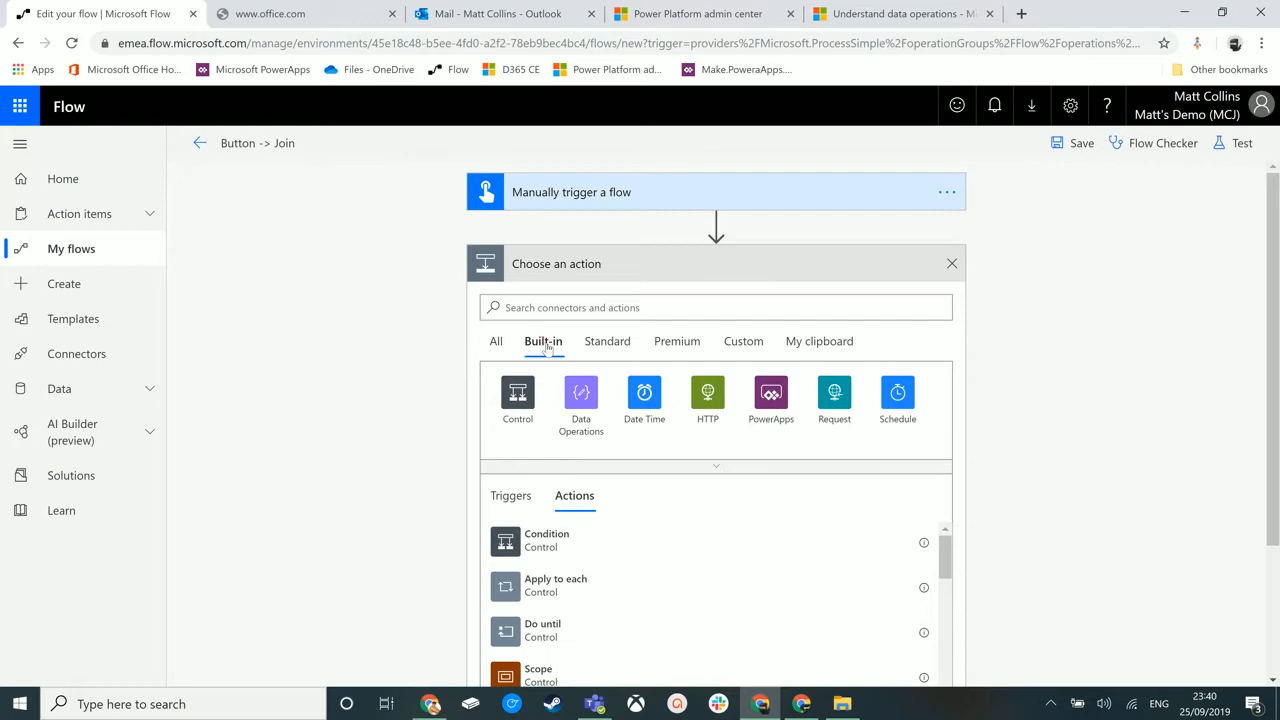 Edit your flow | Microsoft Flow
www.office.com
Mail - Matt Collins - Outlook
Power Platform admin center
Understand data operations - Mi
emea.flow.microsoft.com/manage/environments/45e18c48-b5ee-4fd0-a2f2-78eb9bec4bc4/flows/new?trigger=providers%2FMicrosoft.ProcessSimple%2FoperationGroups%2FFlow%2Foperations%2...
Apps
Microsoft Office Ho...
Microsoft PowerApps
Files - OneDrive
Flow
D365 CE
Power Platform ad...
Make.PoweraApps....
Other bookmarks
Flow
Matt Collins
Matt's Demo (MCJ)
Button -> Join
Save
Flow Checker
Test
Home
Action items
My flows
Create
Templates
Connectors
Data
AI Builder
(preview)
Solutions
Learn
Manually trigger a flow
Choose an action
Search connectors and actions
All
Built-in
Standard
Premium
Custom
My clipboard
Control
Data
Operations
Date Time
HTTP
PowerApps
Request
Schedule
Triggers
Actions
Condition
Control
Apply to each
Control
Do until
Control
Scope
Control
Type here to search
ENG
23:40
25/09/2019